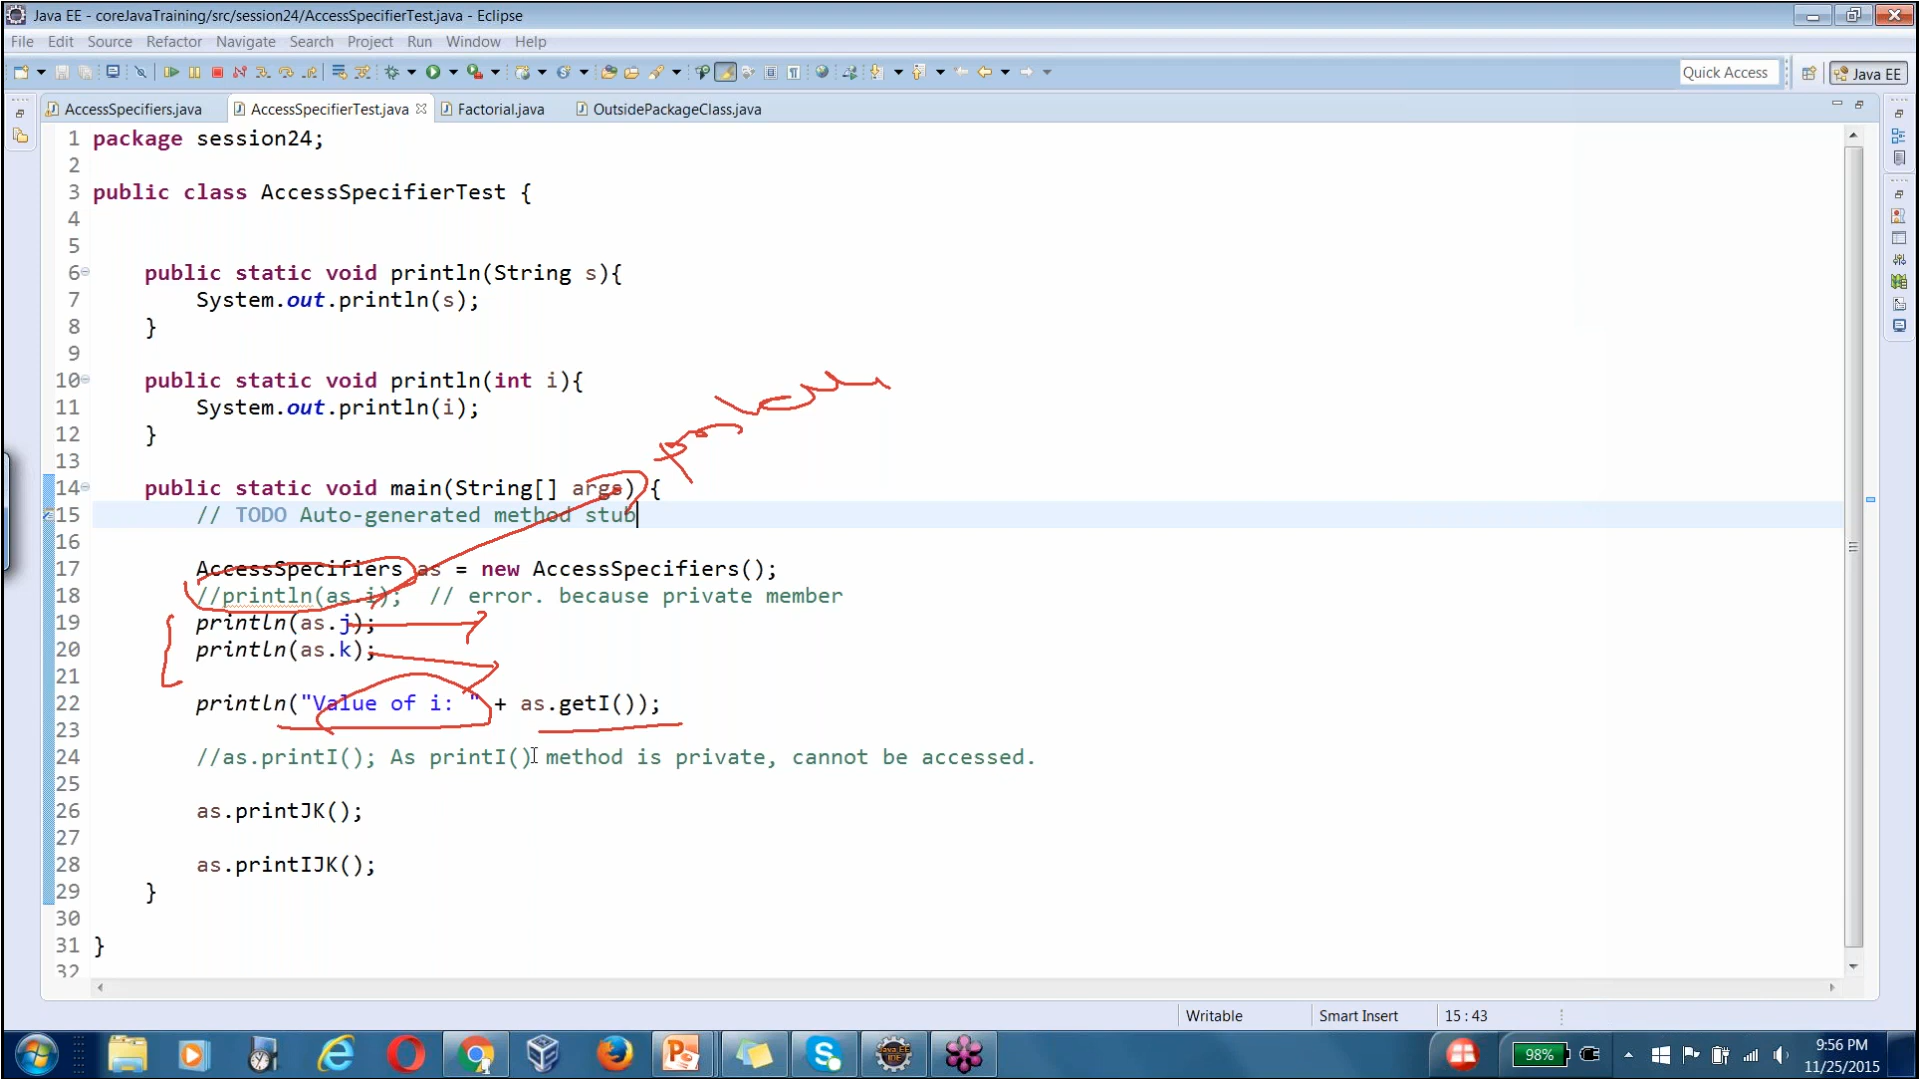 Java EE - coreJavaTraining/src/session24/AccessSpecifierTest.java - Eclipse
File Edit Source Refactor Navigate Search Project Run Window Help
Quick Access Java EE
AccessSpecifiers.java AccessSpecifierTest.java Factorial.java OutsidePackageClass.java
1 package session24;
2
3 public class AccessSpecifierTest {
4
5
6 public static void println(String s){
7 System.out.println(s);
8 }
9
10 public static void println(int i){
11 System.out.println(i);
12 }
13
14 public static void main(String[] args) {
15 // TODO Auto-generated method stub
16
17 AccessSpecifiers as = new AccessSpecifiers();
18 //println(as.i); // error. because private member
19 println(as.j);
20 println(as.k);
21
22 println("Value of i: " + as.getI());
23
24 //as.printI(); As printI() method is private, cannot be accessed.
25
26 as.printJK();
27
28 as.printIJK();
29 }
30
31 }
32
Writable Smart Insert 15 : 43
98% 9:56 PM
11/25/2015